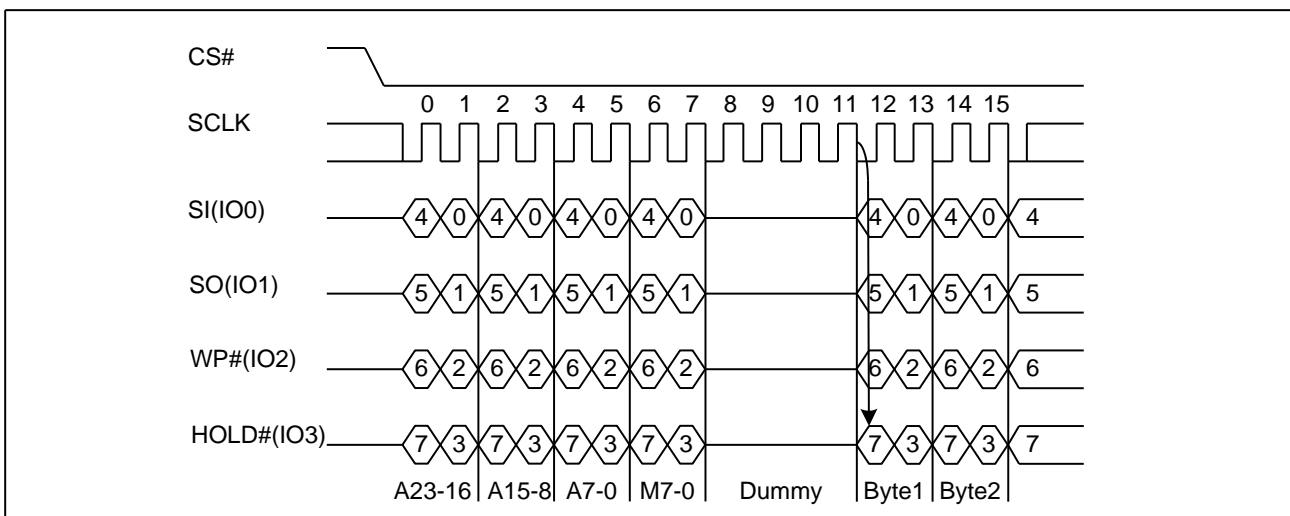 CS#
0 1 2 3 4 5 6 7 8 9 10 11 12 13 14 15
SCLK
SI(IO0) 4 0 4 0 4 0 4 0 4 0 4 0 4
SO(IO1) 5 1 5 1 5 1 5 1 5 1 5 1 5
WP#(IO2) 6 2 6 2 6 2 6 2 6 2 6 2 6
HOLD#(IO3) 7 3 7 3 7 3 7 3 7 3 7 3 7
A23-16 A15-8 A7-0 M7-0 Dummy Byte1 Byte2